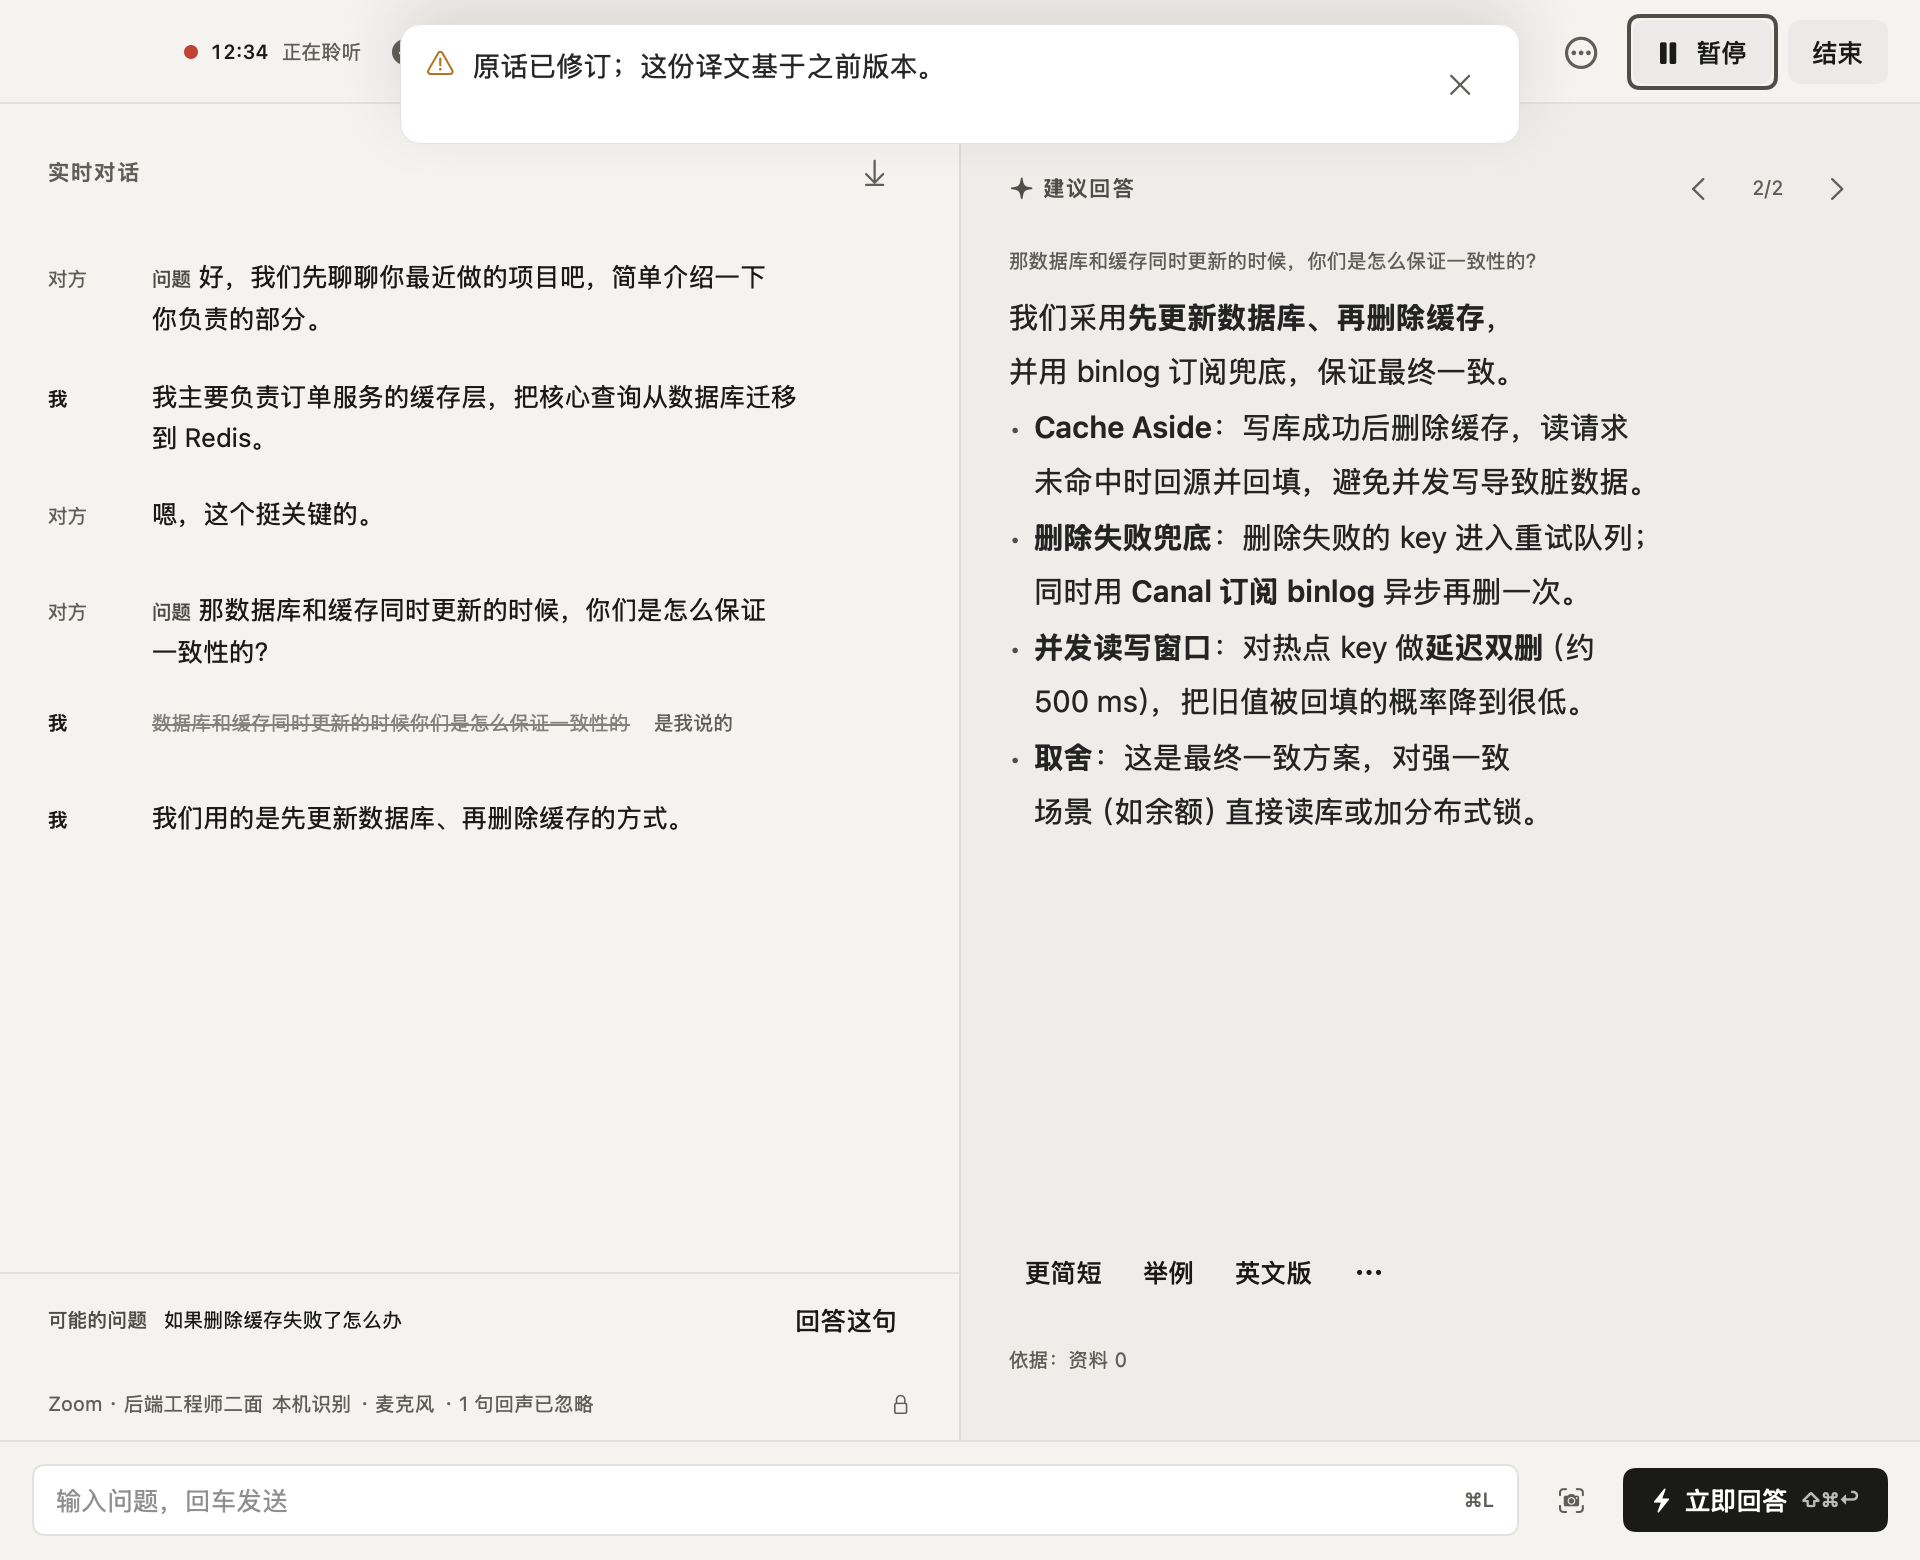 12:34 正在聆听
原话已修订；这份译文基于之前版本。
暂停
结束
实时对话
对方
问题 好，我们先聊聊你最近做的项目吧，简单介绍一下
你负责的部分。
我
我主要负责订单服务的缓存层，把核心查询从数据库迁移
到 Redis。
对方
嗯，这个挺关键的。
对方
问题 那数据库和缓存同时更新的时候，你们是怎么保证
一致性的?
我
数据库和缓存同时更新的时候你们是怎么保证一致性的 是我说的
我
我们用的是先更新数据库、再删除缓存的方式。
可能的问题 如果删除缓存失败了怎么办
回答这句
Zoom · 后端工程师二面 本机识别 · 麦克风 · 1 句回声已忽略
建议回答
2/2
那数据库和缓存同时更新的时候，你们是怎么保证一致性的?
我们采用先更新数据库、再删除缓存，
并用 binlog 订阅兜底，保证最终一致。
• Cache Aside：写库成功后删除缓存，读请求
未命中时回源并回填，避免并发写导致脏数据。
• 删除失败兜底：删除失败的 key 进入重试队列；
同时用 Canal 订阅 binlog 异步再删一次。
• 并发读写窗口：对热点 key 做延迟双删（约
500 ms），把旧值被回填的概率降到很低。
• 取舍：这是最终一致方案，对强一致
场景（如余额）直接读库或加分布式锁。
更简短
举例
英文版
依据：资料 0
输入问题，回车发送
⌘L
立即回答 ⇧⌘↩